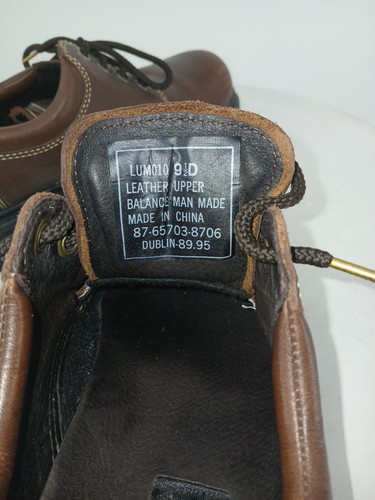 LUM010 9½D
LEATHER UPPER
BALANCE MAN MADE
MADE IN CHINA
87-65703-8706
DUBLIN-89.95